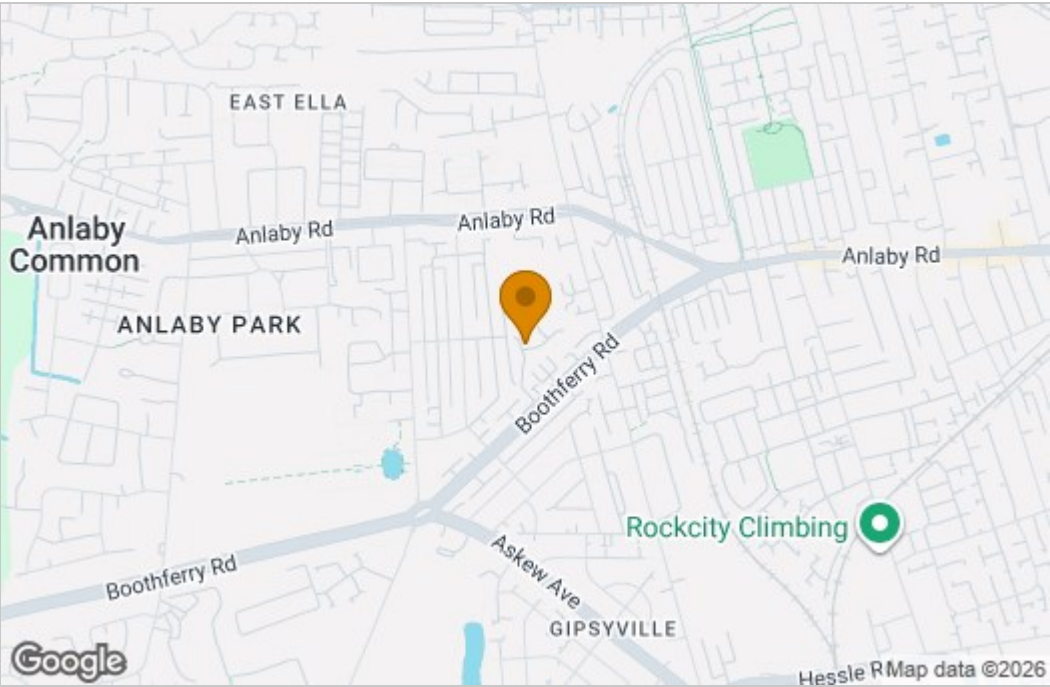 EAST ELLA
Anlaby
Common
Anlaby Rd
Anlaby Rd
Anlaby Rd
ANLABY PARK
Boothferry Rd
Rockcity Climbing
Askew Ave
Boothferry Rd
GIPSYVILLE
Google
Hessle R
Map data ©2026